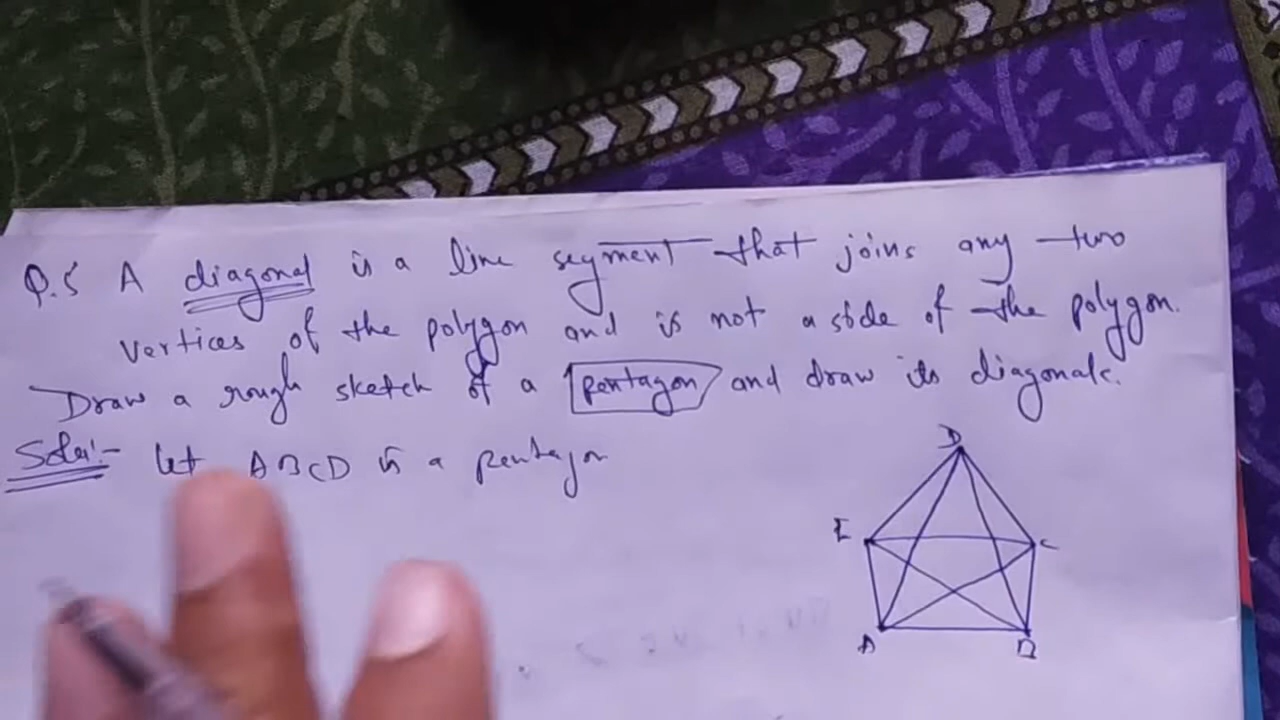 Q.5 A diagonal is a line segment that joins any two
vertices of the polygon and is not a side of the polygon.
Draw a rough sketch of a pentagon and draw its diagonals.
Soln:- let ABCD is a pentagon
D
E
C
A
B